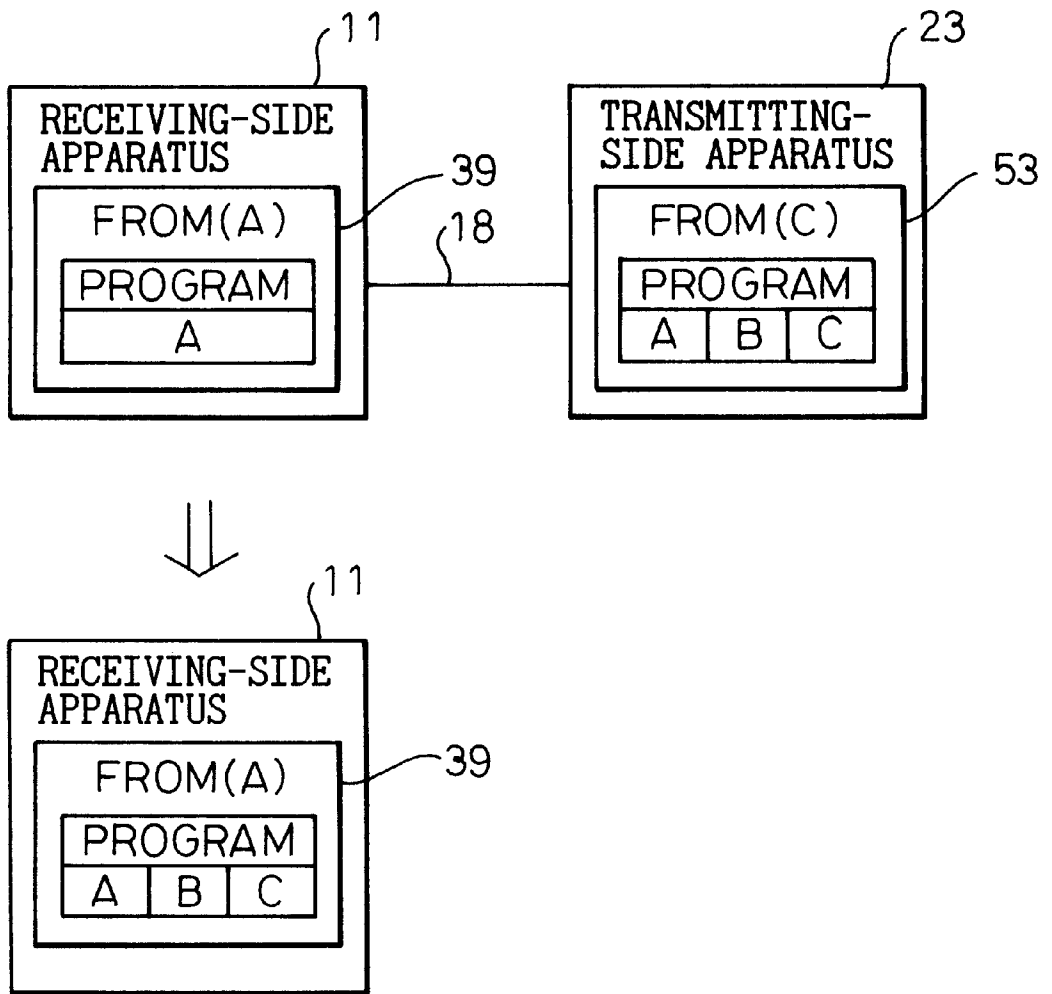 11
23
RECEIVING-SIDE
APPARATUS
39
FROM(A)
PROGRAM
A
18
TRANSMITTING-
SIDE APPARATUS
53
FROM(C)
PROGRAM
A B C
11
RECEIVING-SIDE
APPARATUS
39
FROM(A)
PROGRAM
A B C